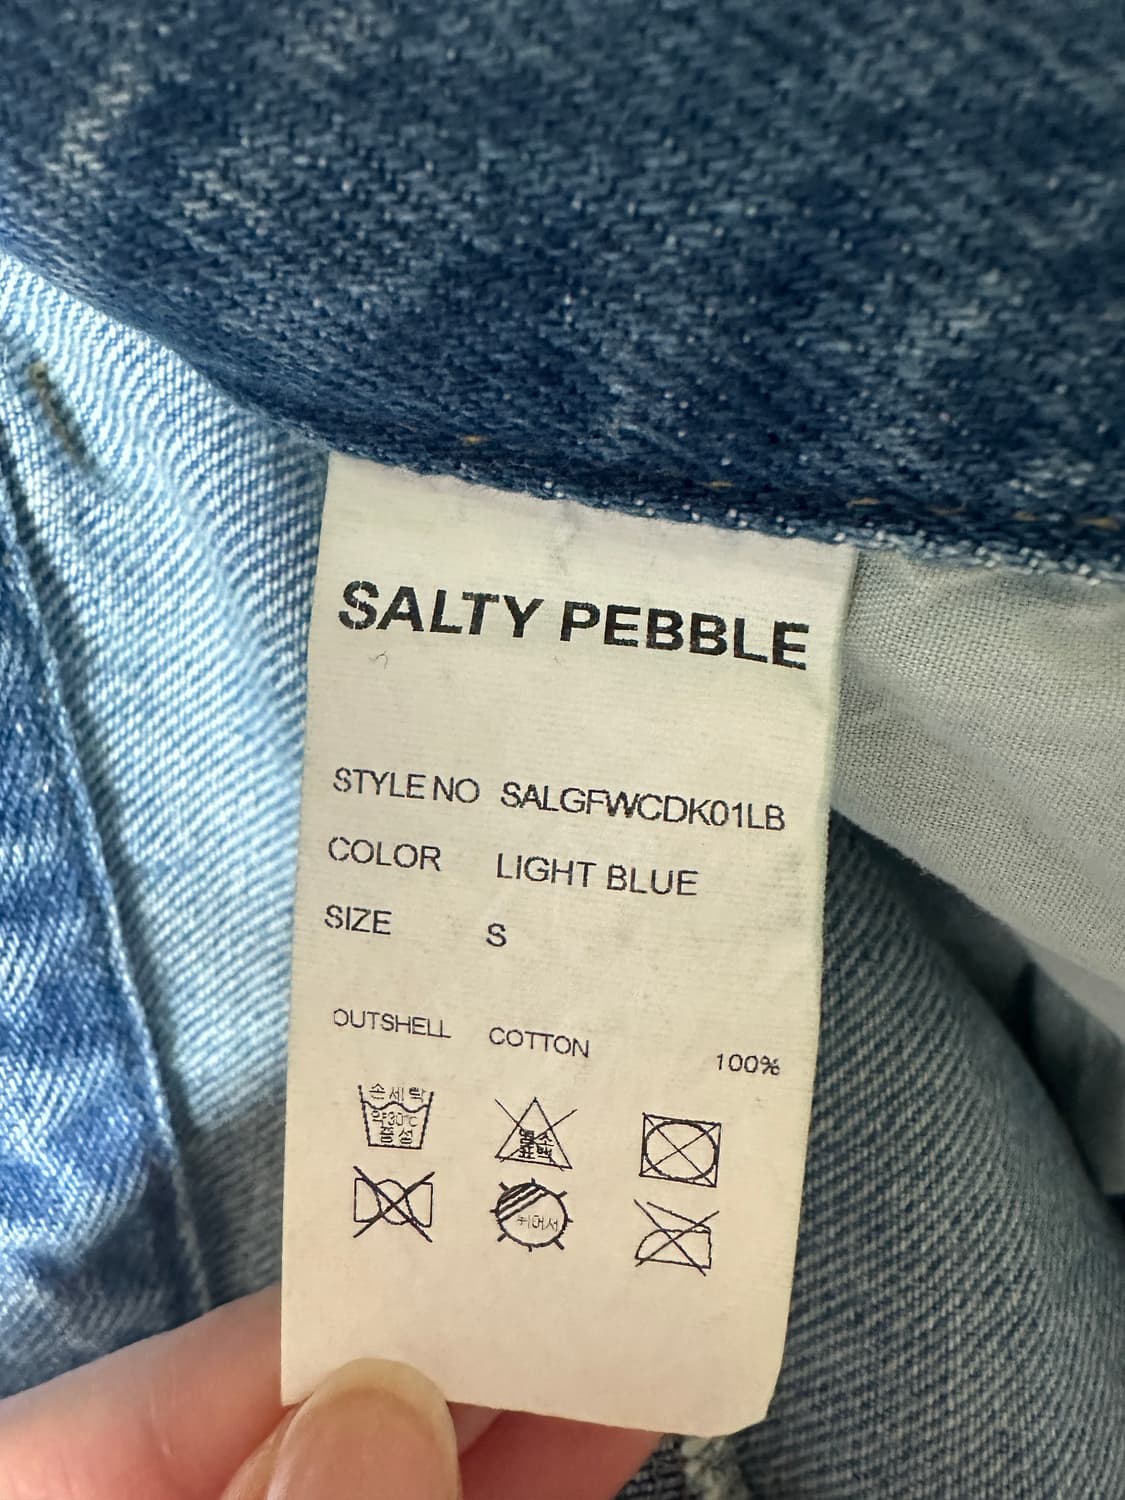 SALTY PEBBLE
STYLE NO SALGFWCDK01LB
COLOR LIGHT BLUE
SIZE S
OUTSHELL COTTON 100%
손세탁
약30℃
중성
염소
표백
뉘어서